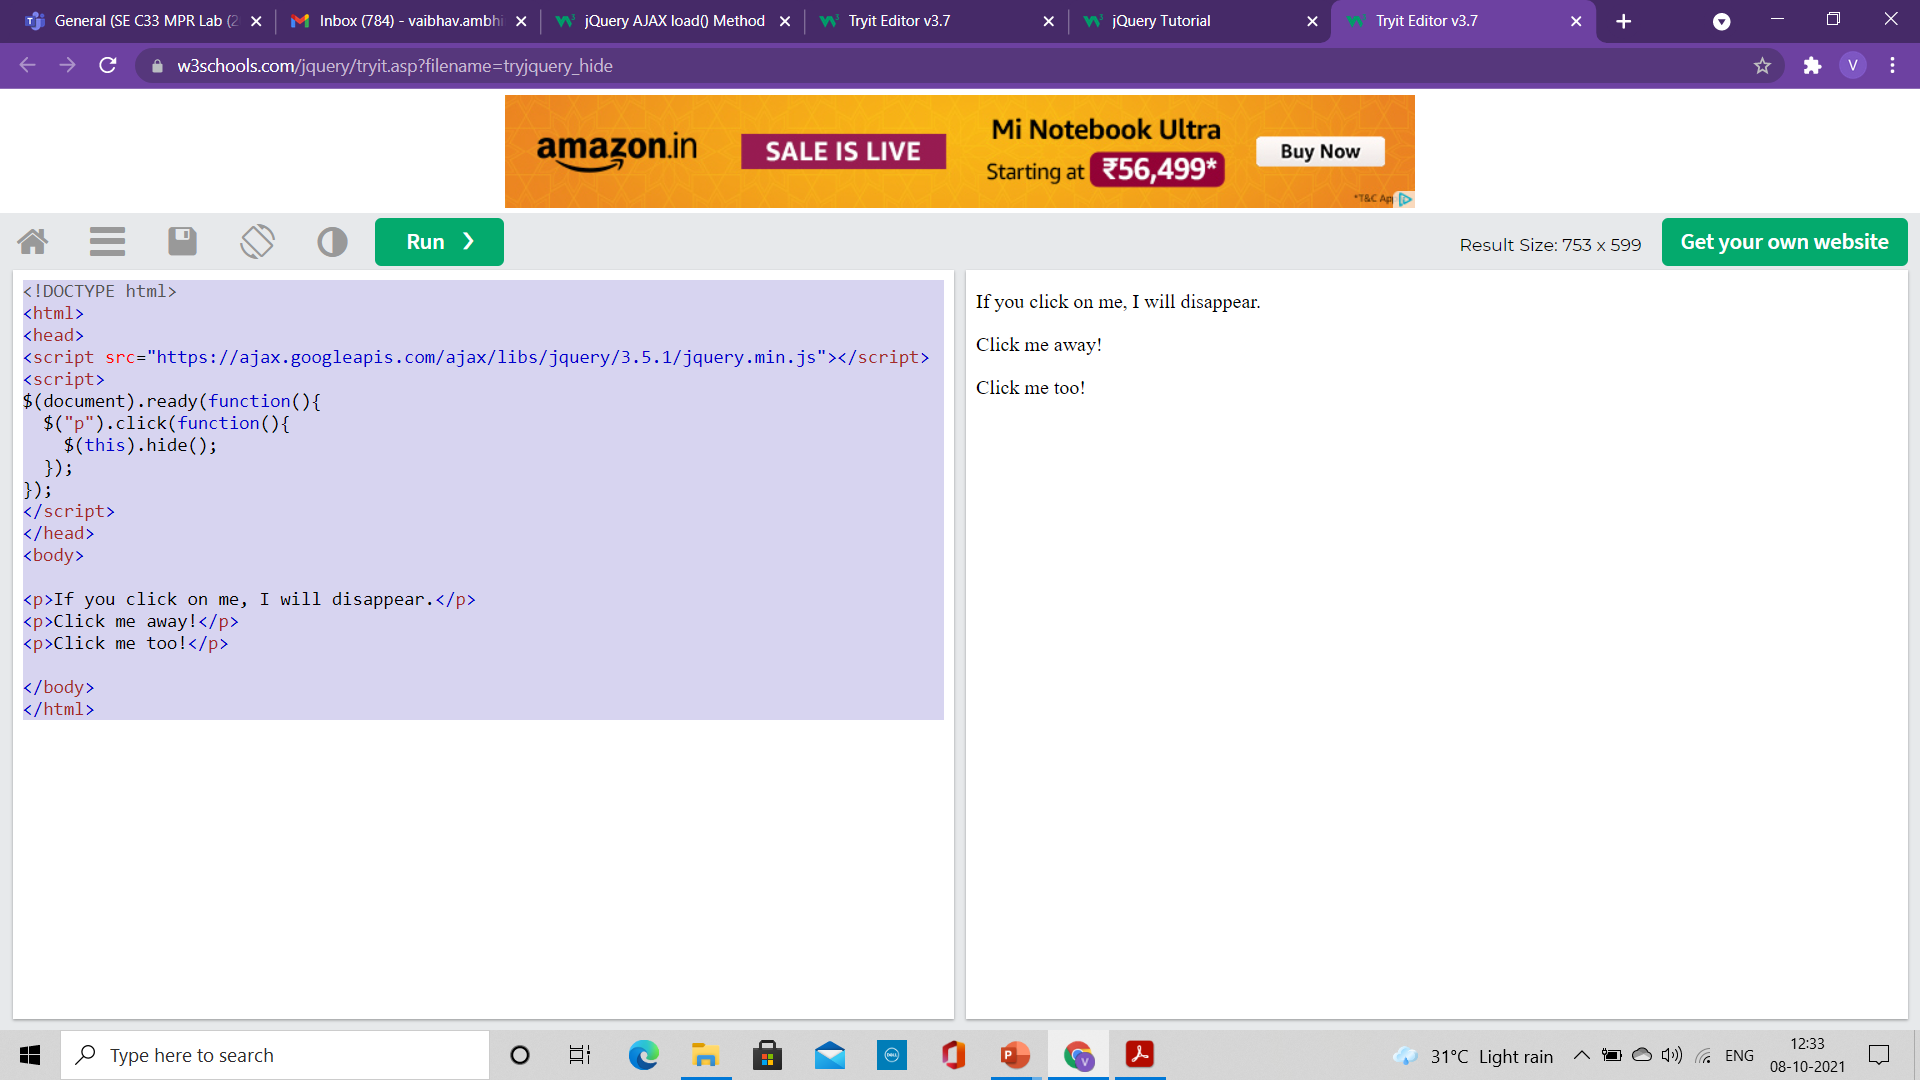 General (SE C33 MPR Lab (2
Inbox (784) - vaibhav.ambhi
jQuery AJAX load() Method
Tryit Editor v3.7
jQuery Tutorial
Tryit Editor v3.7
w3schools.com/jquery/tryit.asp?filename=tryjquery_hide
V
amazon.in
SALE IS LIVE
Mi Notebook Ultra
Starting at ₹56,499*
Buy Now
*T&C App
Run ❯
Result Size: 753 x 599
Get your own website
<!DOCTYPE html>
<html>
<head>
<script src="https://ajax.googleapis.com/ajax/libs/jquery/3.5.1/jquery.min.js"></script>
<script>
$(document).ready(function(){
  $("p").click(function(){
    $(this).hide();
  });
});
</script>
</head>
<body>

<p>If you click on me, I will disappear.</p>
<p>Click me away!</p>
<p>Click me too!</p>

</body>
</html>
If you click on me, I will disappear.
Click me away!
Click me too!
Type here to search
31°C Light rain
ENG
12:33
08-10-2021